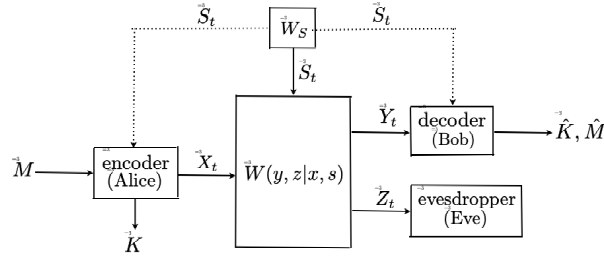 S_t
W_S
S_t
S_t
M
encoder
(Alice)
X_t
W(y, z|x, s)
Y_t
decoder
(Bob)
K̂, M̂
Z_t
evesdropper
(Eve)
K